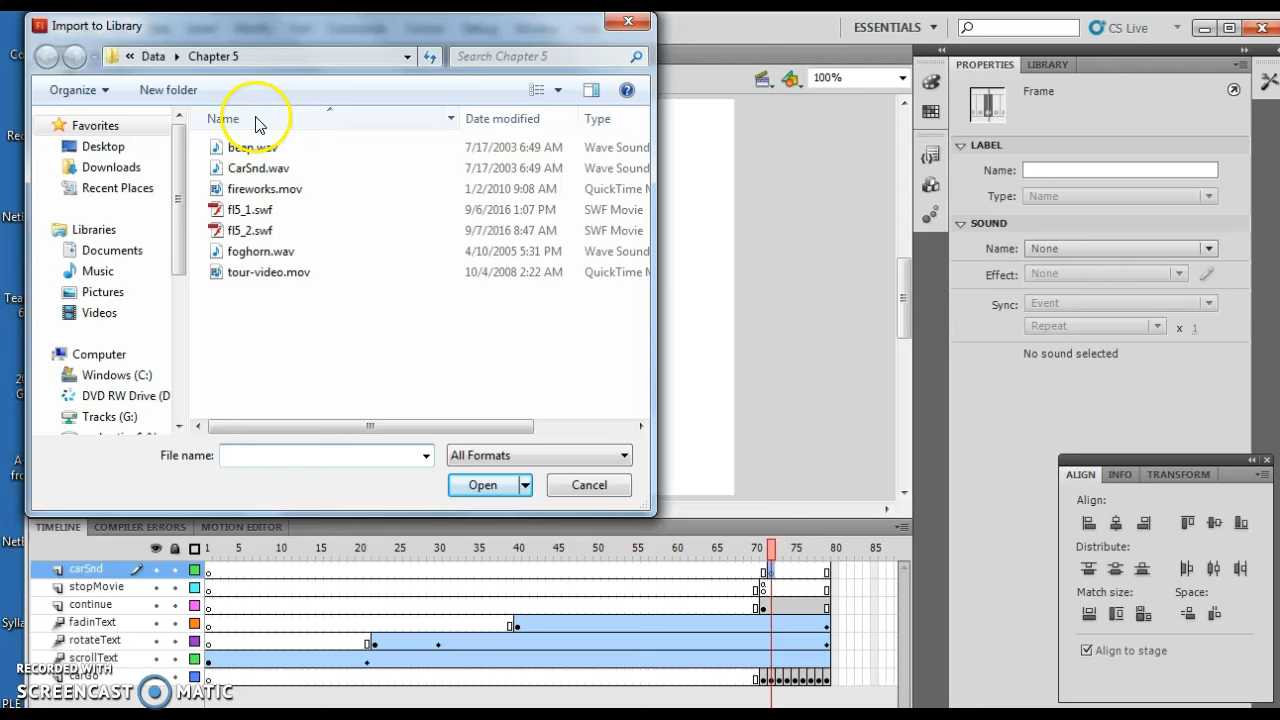 Import to Library
ESSENTIALS
CS Live
Data
Chapter 5
Search Chapter 5
100%
PROPERTIES
LIBRARY
Organize
New folder
Frame
Name
Date modified
Type
Favorites
Desktop
Downloads
Recent Places
Libraries
Documents
Music
Pictures
Videos
Computer
Windows (C:)
DVD RW Drive (D
Tracks (G:)
beep.wav 7/17/2003 6:49 AM Wave Sound
CarSnd.wav 7/17/2003 6:49 AM Wave Sound
fireworks.mov 1/2/2010 9:08 AM QuickTime M
fl5_1.swf 9/6/2016 1:07 PM SWF Movie
fl5_2.swf 9/7/2016 8:47 AM SWF Movie
foghorn.wav 4/10/2005 5:31 PM Wave Sound
tour-video.mov 10/4/2008 2:22 AM QuickTime M
File name:
All Formats
Open
Cancel
LABEL
Name:
Type: Name
SOUND
Name: None
Effect: None
Sync: Event
Repeat x 1
No sound selected
ALIGN INFO TRANSFORM
Align:
Distribute:
Match size: Space:
Align to stage
TIMELINE COMPILER ERRORS MOTION EDITOR
1 5 10 15 20 25 30 35 40 45 50 55 60 65 70 75 80 85
carSnd
stopMovie
continue
fadinText
rotateText
scrollText
RECORDED WITH
SCREENCAST MATIC